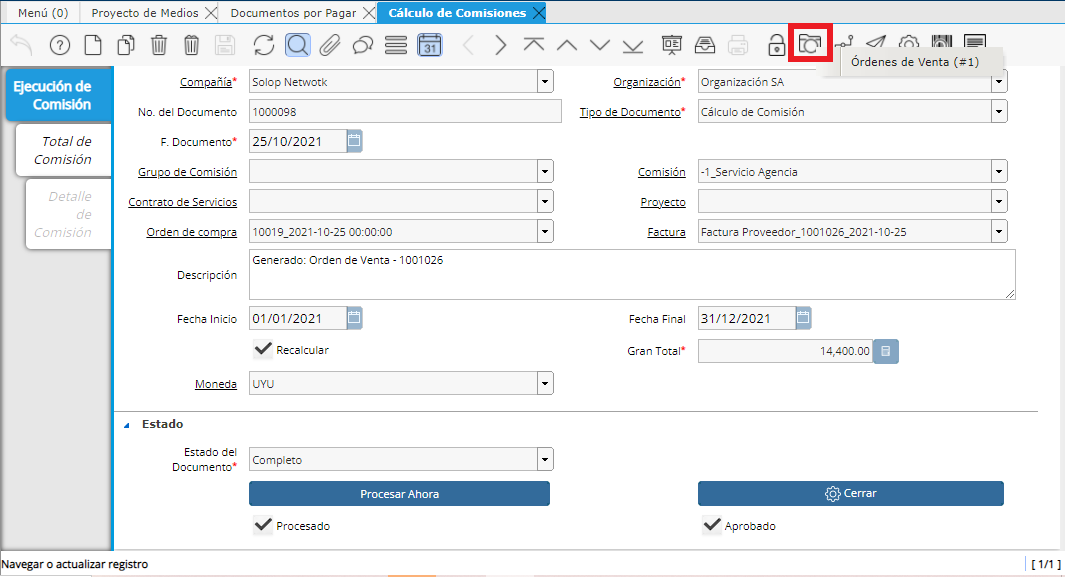 Menú (0) Proyecto de Medios Documentos por Pagar Cálculo de Comisiones
31
Órdenes de Venta (#1)
Ejecución de
Comisión
Total de
Comisión
Detalle
de
Comisión
Compañía* Solop Netwotk Organización* Organización SA
No. del Documento 1000098 Tipo de Documento* Cálculo de Comisión
F. Documento* 25/10/2021
Grupo de Comisión Comisión -1_Servicio Agencia
Contrato de Servicios Proyecto
Orden de compra 10019_2021-10-25 00:00:00 Factura Factura Proveedor_1001026_2021-10-25
Descripción Generado: Orden de Venta - 1001026
Fecha Inicio 01/01/2021 Fecha Final 31/12/2021
Recalcular Gran Total* 14,400.00
Moneda UYU
Estado
Estado del
Documento* Completo
Procesar Ahora Cerrar
Procesado Aprobado
Navegar o actualizar registro [ 1/1 ]